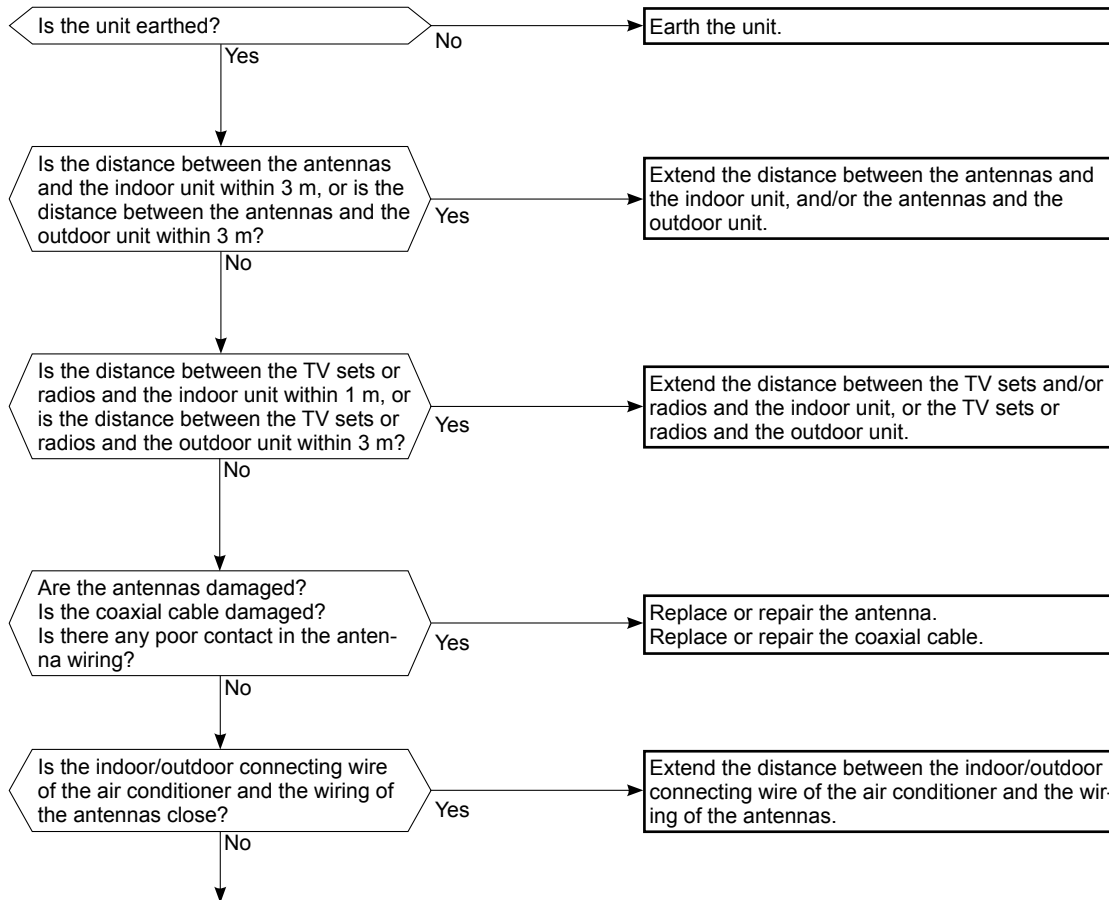 Is the unit earthed?
No
Earth the unit.
Yes
Is the distance between the antennas
and the indoor unit within 3 m, or is the
distance between the antennas and the
outdoor unit within 3 m?
Yes
Extend the distance between the antennas and
the indoor unit, and/or the antennas and the
outdoor unit.
No
Is the distance between the TV sets or
radios and the indoor unit within 1 m, or
is the distance between the TV sets or
radios and the outdoor unit within 3 m?
Yes
Extend the distance between the TV sets and/or
radios and the indoor unit, or the TV sets or
radios and the outdoor unit.
No
Are the antennas damaged?
Is the coaxial cable damaged?
Is there any poor contact in the anten-
na wiring?
Yes
Replace or repair the antenna.
Replace or repair the coaxial cable.
No
Is the indoor/outdoor connecting wire
of the air conditioner and the wiring of
the antennas close?
Yes
Extend the distance between the indoor/outdoor
connecting wire of the air conditioner and the wir-
ing of the antennas.
No